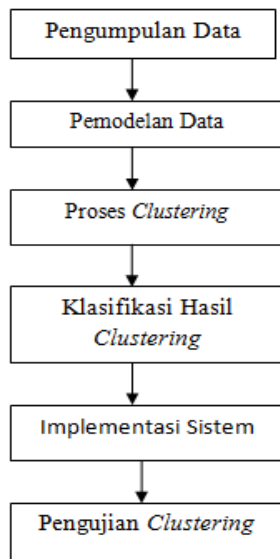 Pengumpulan Data
Pemodelan Data
Proses Clustering
Klasifikasi Hasil
Clustering
Implementasi Sistem
Pengujian Clustering